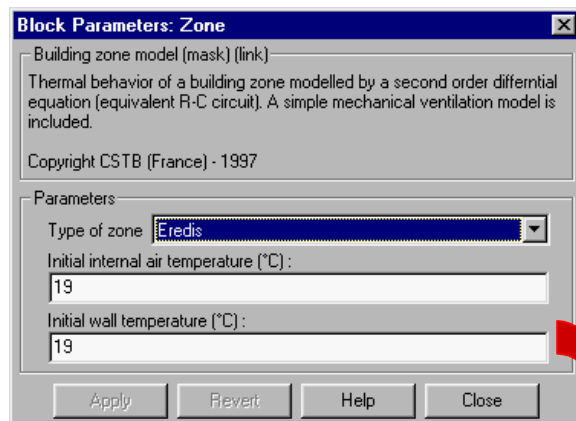 Block Parameters: Zone
Building zone model (mask) (link)
Thermal behavior of a building zone modelled by a second order differntial
equation (equivalent R-C circuit). A simple mechanical ventilation model is
included.
Copyright CSTB (France) - 1997
Parameters
Type of zone Eredis
Initial internal air temperature (°C) :
19
Initial wall temperature (°C) :
19
Apply Revert Help Close